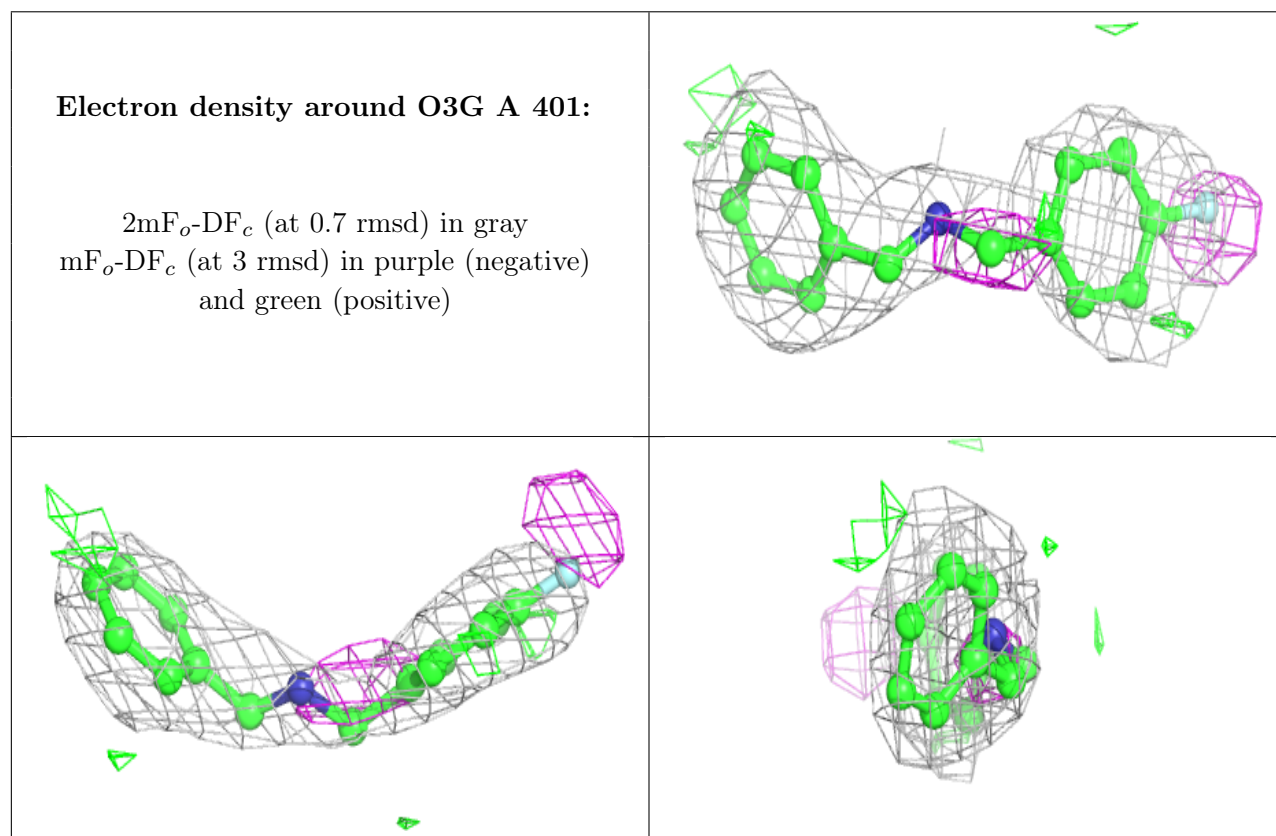 Electron density around O3G A 401:
2mFₒ-DF𝒸 (at 0.7 rmsd) in gray
mFₒ-DF𝒸 (at 3 rmsd) in purple (negative)
and green (positive)